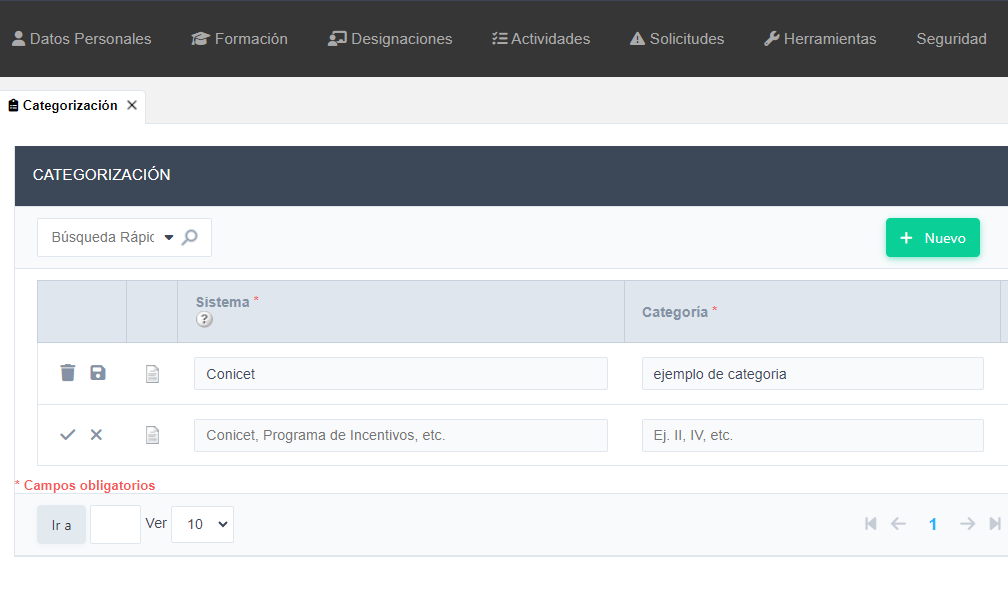 Datos Personales Formación Designaciones Actividades Solicitudes Herramientas Seguridad
Categorización
CATEGORIZACIÓN
Búsqueda Rápic
+ Nuevo
Sistema * Categoría *
?
Conicet ejemplo de categoria
Conicet, Programa de Incentivos, etc. Ej. II, IV, etc.
* Campos obligatorios
Ir a Ver 10 1